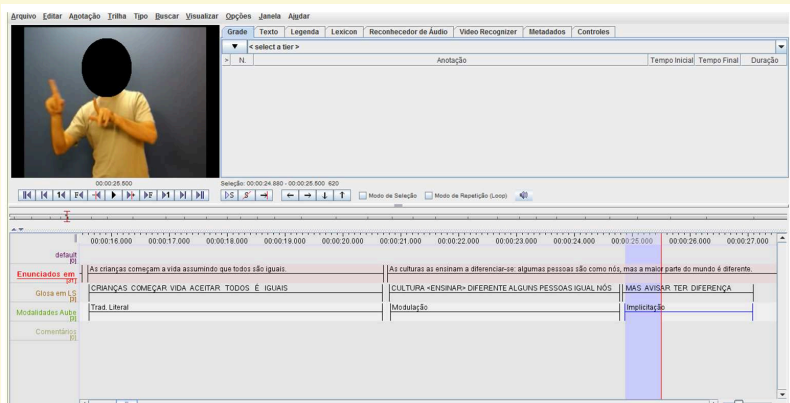 Arquivo Editar Anotação Trilha Tipo Buscar Visualizar Opções Janela Ajudar
Grade Texto Legenda Lexicon Reconhecedor de Áudio Video Recognizer Metadados Controles
< select a tier >
> N. Anotação Tempo Inicial Tempo Final Duração
00:00:25.500
Seleção: 00:00:24.880 - 00:00:25.500 620
Modo de Seleção Modo de Repetição (Loop)
00:00:16.000 00:00:17.000 00:00:18.000 00:00:19.000 00:00:20.000 00:00:21.000 00:00:22.000 00:00:23.000 00:00:24.000 00:00:25.000 00:00:26.000 00:00:27.000
default
[0]
Enunciados em As crianças começam a vida assumindo que todos são iguais. As culturas as ensinam a diferenciar-se: algumas pessoas são como nós, mas a maior parte do mundo é diferente.
Glosa em LS CRIANÇAS COMEÇAR VIDA ACEITAR TODOS É IGUAIS CULTURA <ENSINAR> DIFERENTE ALGUNS PESSOAS IGUAL NÓS MAS AVISAR TER DIFERENÇA
Modalidades Aube Trad. Literal Modulação Implicitação
Comentários
[0]